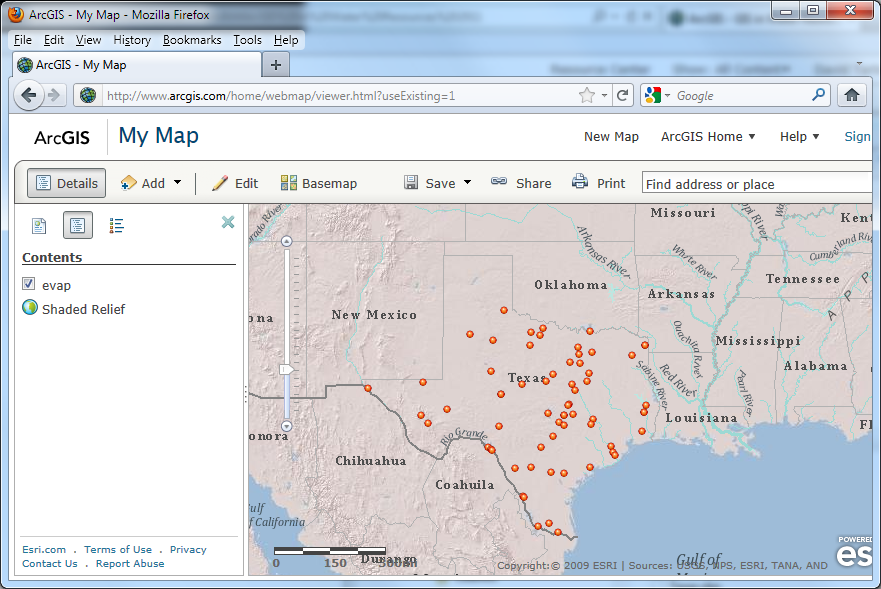 ArcGIS - My Map - Mozilla Firefox
File Edit View History Bookmarks Tools Help
ArcGIS - My Map +
http://www.arcgis.com/home/webmap/viewer.html?useExisting=1 Google
ArcGIS My Map New Map ArcGIS Home Help Sign
Details Add Edit Basemap Save Share Print Find address or place
Contents
evap
Shaded Relief
Missouri
Kent
Arkansas River
White River
Cumberland Riv
Tennessee
Oklahoma
Arkansas
A P P
ona
New Mexico
Ouachita River
Mississippi
Alabama
Texas
Sabine River
Red River
Pearl River
Louisiana
Fl
onora
Rio Grande
Chihuahua
Coahuila
ulf
f California
Durango
Gulf of
0 150 300mi
POWERED
es
Copyright:© 2009 ESRI | Sources: USGS, NPS, ESRI, TANA, AND
Esri.com . Terms of Use . Privacy
Contact Us . Report Abuse